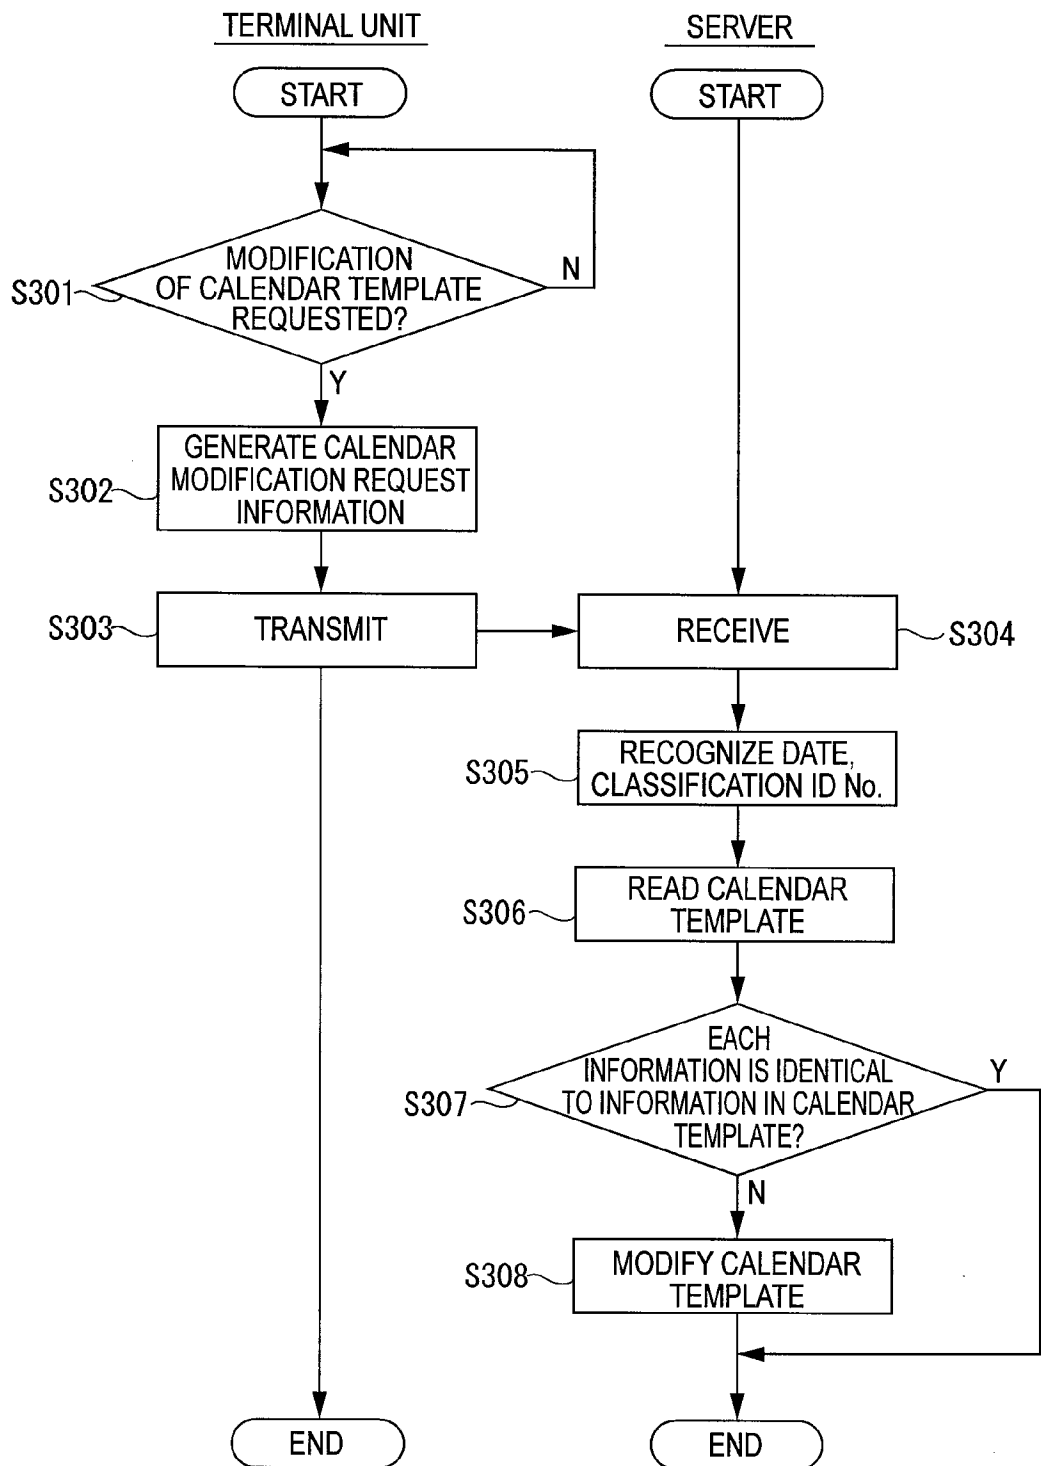 TERMINAL UNIT
SERVER
START
START
MODIFICATION
OF CALENDAR TEMPLATE
REQUESTED?
N
S301
Y
GENERATE CALENDAR
MODIFICATION REQUEST
INFORMATION
S302
TRANSMIT
S303
RECEIVE
S304
RECOGNIZE DATE,
CLASSIFICATION ID No.
S305
READ CALENDAR
TEMPLATE
S306
EACH
INFORMATION IS IDENTICAL
TO INFORMATION IN CALENDAR
TEMPLATE?
Y
S307
N
MODIFY CALENDAR
TEMPLATE
S308
END
END